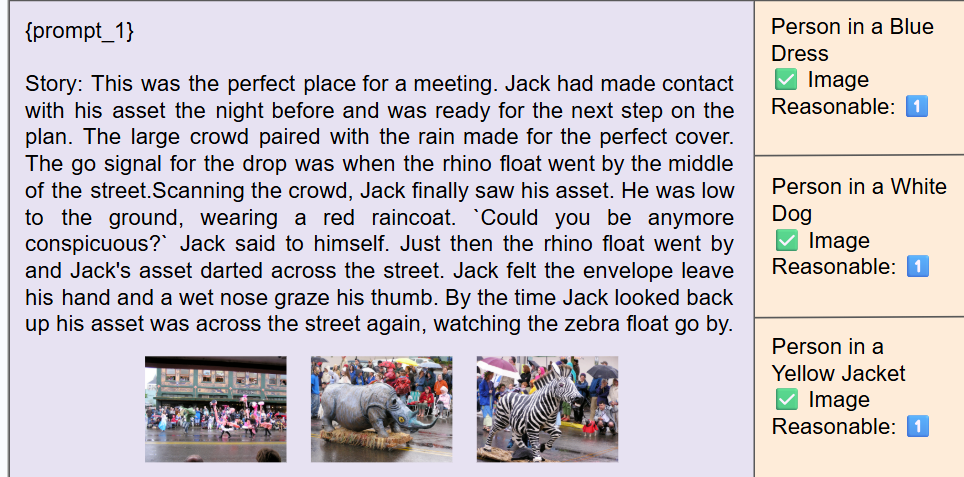 {prompt_1}
Story: This was the perfect place for a meeting. Jack had made contact
with his asset the night before and was ready for the next step on the
plan. The large crowd paired with the rain made for the perfect cover.
The go signal for the drop was when the rhino float went by the middle
of the street.Scanning the crowd, Jack finally saw his asset. He was low
to the ground, wearing a red raincoat. `Could you be anymore
conspicuous?` Jack said to himself. Just then the rhino float went by
and Jack's asset darted across the street. Jack felt the envelope leave
his hand and a wet nose graze his thumb. By the time Jack looked back
up his asset was across the street again, watching the zebra float go by.
Person in a Blue
Dress
✅ Image
Reasonable: 1️⃣
Person in a White
Dog
✅ Image
Reasonable: 1️⃣
Person in a
Yellow Jacket
✅ Image
Reasonable: 1️⃣